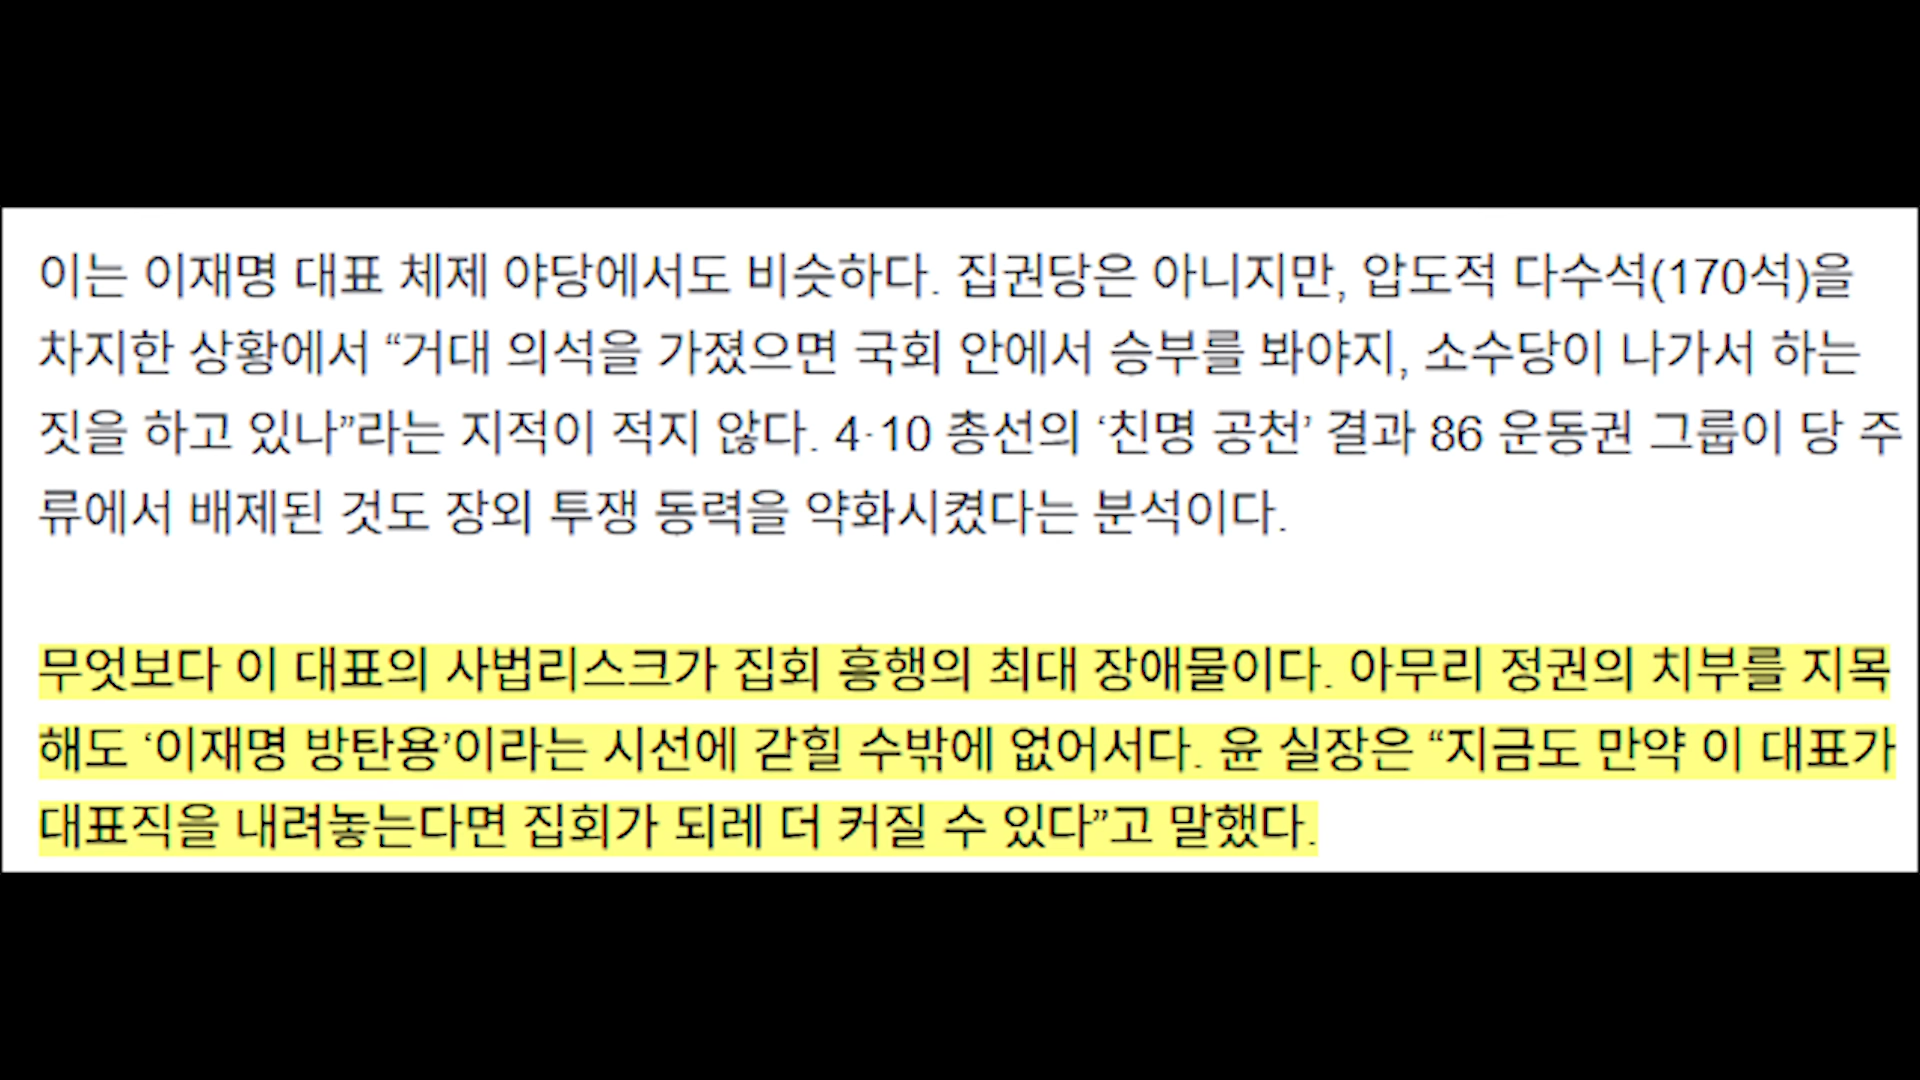 이는 이재명 대표 체제 야당에서도 비슷하다. 집권당은 아니지만, 압도적 다수석(170석)을
차지한 상황에서 “거대 의석을 가졌으면 국회 안에서 승부를 봐야지, 소수당이 나가서 하는
짓을 하고 있나”라는 지적이 적지 않다. 4·10 총선의 ‘친명 공천’ 결과 86 운동권 그룹이 당 주
류에서 배제된 것도 장외 투쟁 동력을 약화시켰다는 분석이다.
무엇보다 이 대표의 사법리스크가 집회 흥행의 최대 장애물이다. 아무리 정권의 치부를 지목
해도 ‘이재명 방탄용’이라는 시선에 갇힐 수밖에 없어서다. 윤 실장은 “지금도 만약 이 대표가
대표직을 내려놓는다면 집회가 되레 더 커질 수 있다”고 말했다.